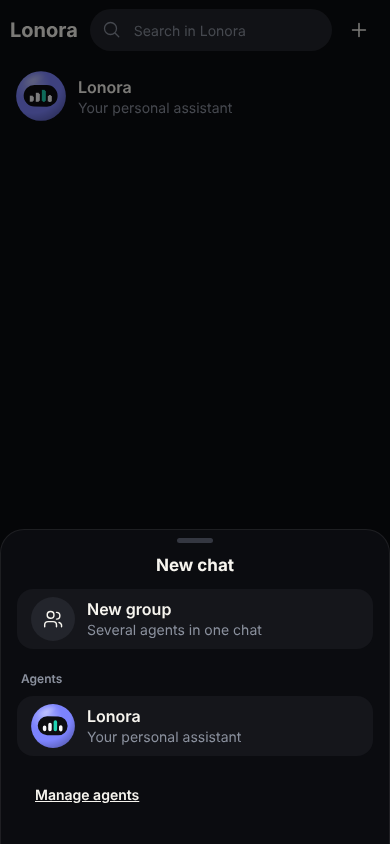 Lonora
Search in Lonora
Lonora
Your personal assistant
New chat
New group
Several agents in one chat
Agents
Lonora
Your personal assistant
Manage agents